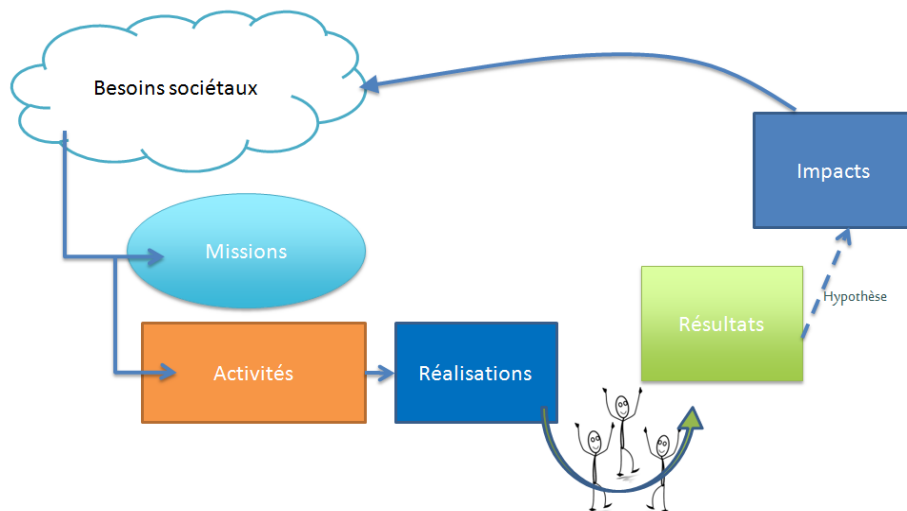 Besoins sociétaux
Impacts
Missions
Hypothèse
Résultats
Activités
Réalisations